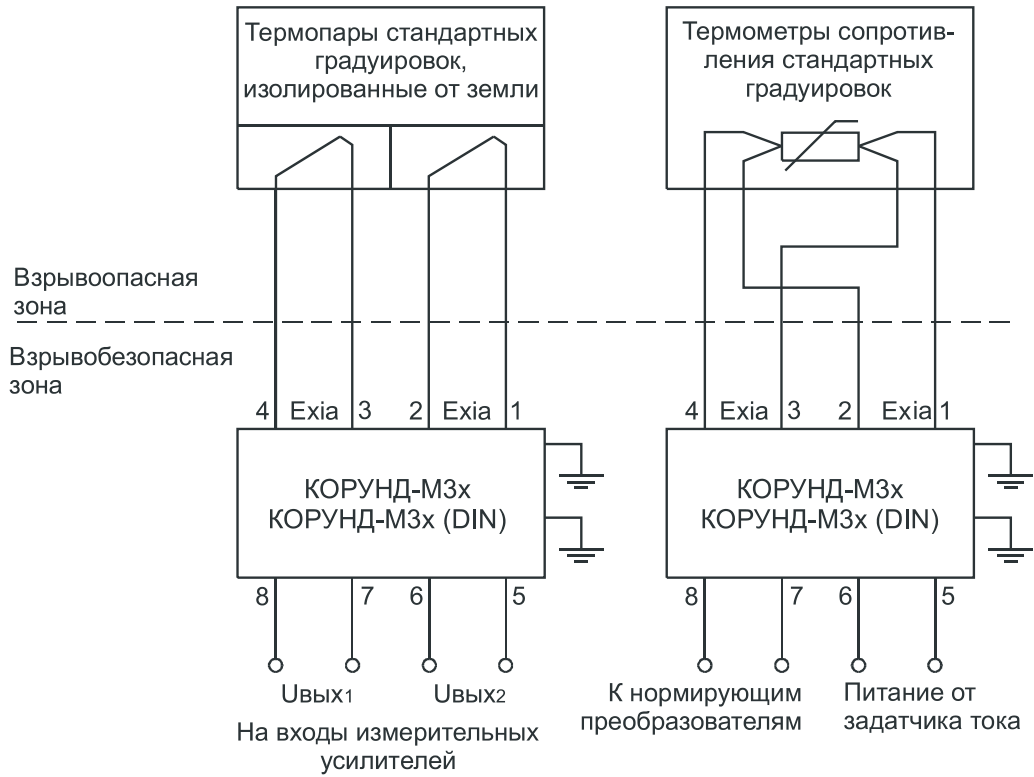 Термопары стандартных
градуировок,
изолированные от земли
Термометры сопротив-
ления стандартных
градуировок
Взрывоопасная
зона
Взрывобезопасная
зона
4 Exia 3 2 Exia 1
4 Exia 3 2 Exia 1
КОРУНД-М3х
КОРУНД-М3х (DIN)
КОРУНД-М3х
КОРУНД-М3х (DIN)
8 7 6 5
8 7 6 5
Uвых1 Uвых2
На входы измерительных
усилителей
К нормирующим
преобразователям
Питание от
задатчика тока